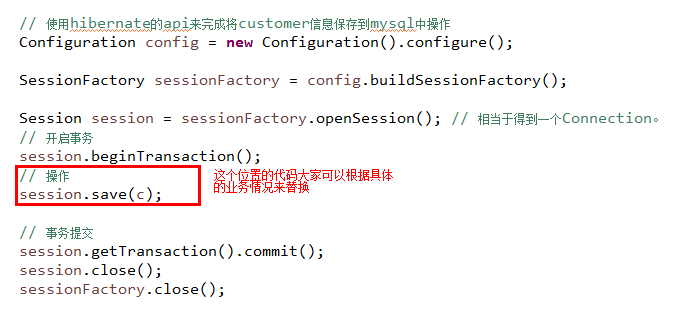 // 使用hibernate的api来完成将customer信息保存到mysql中操作
Configuration config = new Configuration().configure();
SessionFactory sessionFactory = config.buildSessionFactory();
Session session = sessionFactory.openSession(); // 相当于得到一个Connection。
// 开启事务
session.beginTransaction();
// 操作
session.save(c);
这个位置的代码大家可以根据具体
的业务情况来替换
// 事务提交
session.getTransaction().commit();
session.close();
sessionFactory.close();